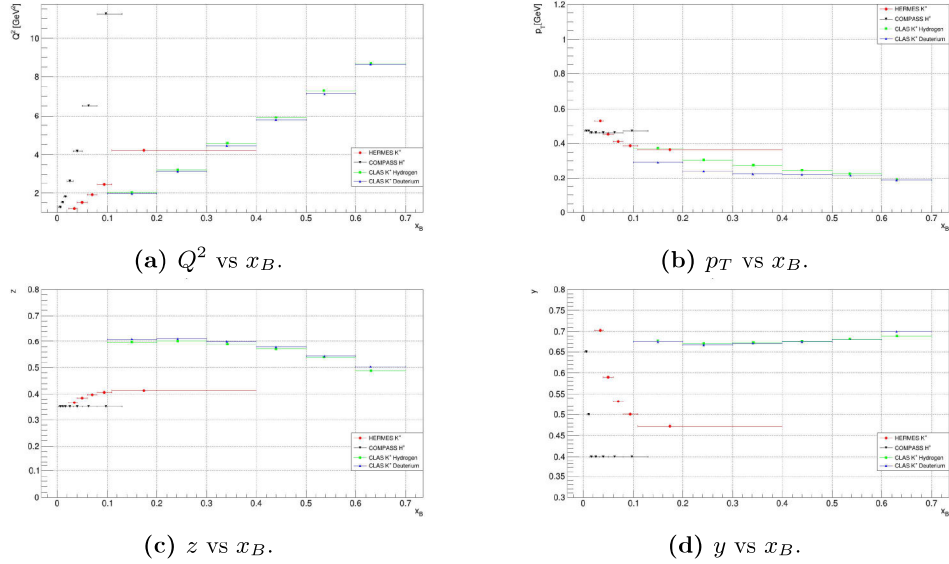 Q² [GeV²]
10
8
6
4
2
HERMES K⁺
COMPASS H⁺
CLAS K⁺ Hydrogen
CLAS K⁺ Deuterium
0 0.1 0.2 0.3 0.4 0.5 0.6 0.7
x_B
(a) Q² vs x_B.
p_T [GeV]
1.2
1
0.8
0.6
0.4
0.2
0
HERMES K⁺
COMPASS H⁺
CLAS K⁺ Hydrogen
CLAS K⁺ Deuterium
0 0.1 0.2 0.3 0.4 0.5 0.6 0.7
x_B
(b) p_T vs x_B.
z
0.8
0.6
0.5
0.4
0.3
0.2
0.1
0
HERMES K⁺
COMPASS H⁺
CLAS K⁺ Hydrogen
CLAS K⁺ Deuterium
0 0.1 0.2 0.3 0.4 0.5 0.6 0.7
x_B
(c) z vs x_B.
y
0.8
0.75
0.7
0.65
0.6
0.55
0.5
0.45
0.4
0.35
0.3
HERMES K⁺
COMPASS H⁺
CLAS K⁺ Hydrogen
CLAS K⁺ Deuterium
0 0.1 0.2 0.3 0.4 0.5 0.6 0.7
x_B
(d) y vs x_B.